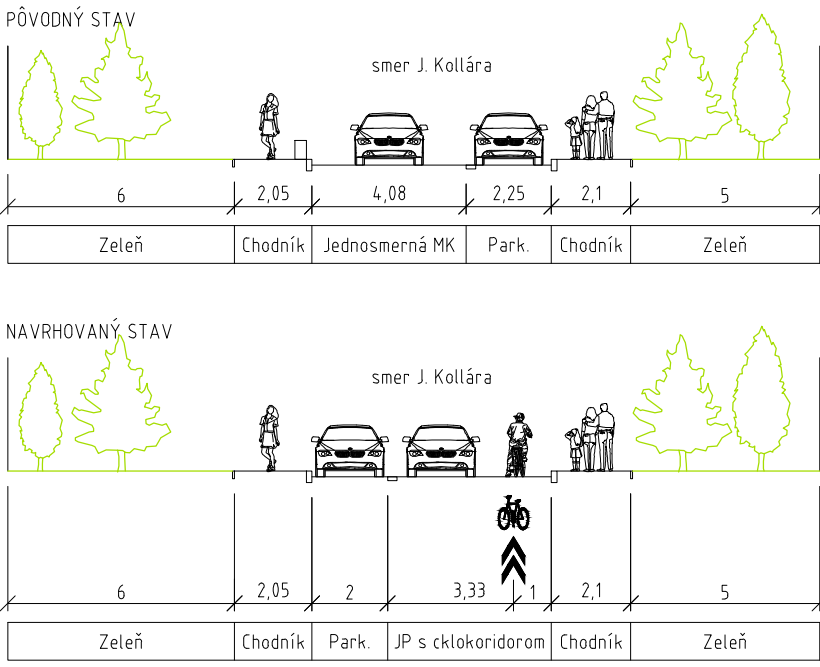 PÔVODNÝ STAV
smer J. Kollára
6 2,05 4,08 2,25 2,1 5
Zeleň Chodník Jednosmerná MK Park. Chodník Zeleň
NAVRHOVANÝ STAV
smer J. Kollára
6 2,05 2 3,33 1 2,1 5
Zeleň Chodník Park. JP s cklokoridorom Chodník Zeleň